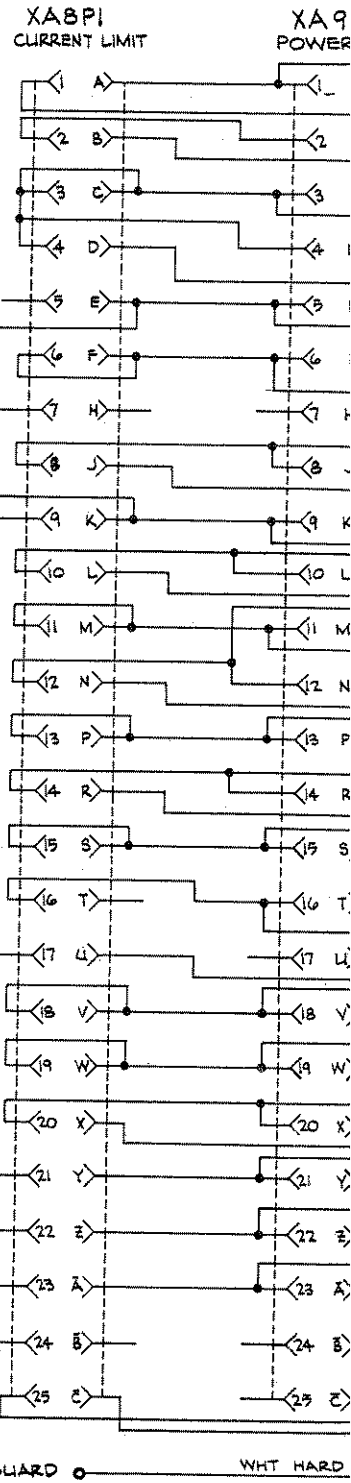 XA8P1 XA9
CURRENT LIMIT POWER
1 A 1
2 B 2
3 C 3
4 D 4
5 E 5
6 F 6
7 H 7 H
8 J 8 J
9 K 9 K
10 L 10 L
11 M 11 M
12 N 12 N
13 P 13 P
14 R 14 R
15 S 15 S
16 T 16 T
17 U 17 U
18 V 18 V
19 W 19 W
20 X 20 X
21 Y 21 Y
22 Z 22 Z
23 Ā 23 Ā
24 B̄ 24 B̄
25 C̄ 25 C̄
GUARD WHT HARD